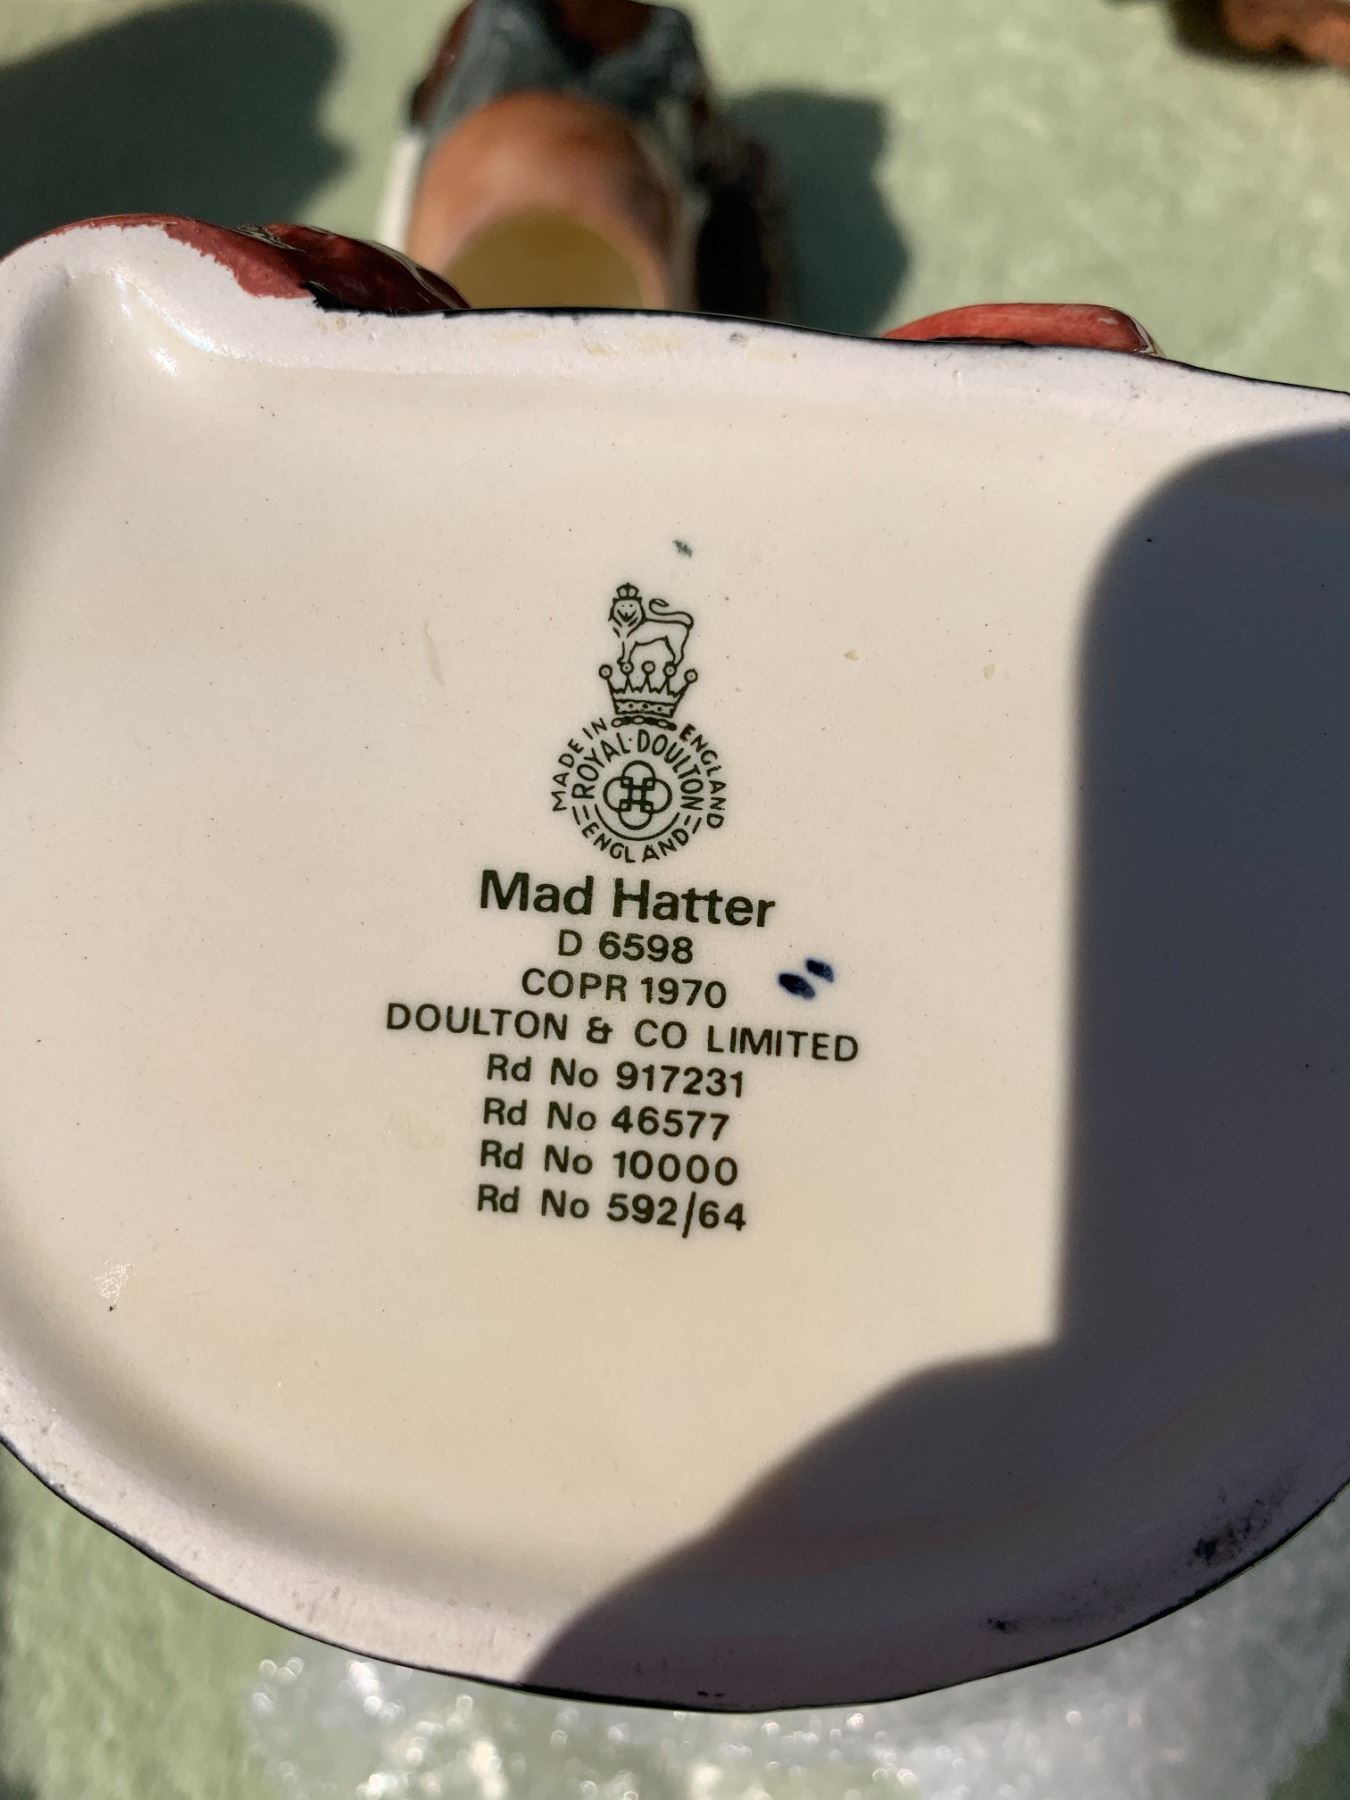 MADE IN ENGLAND
ROYAL·DOULTON
ENGLAND
Mad Hatter
D 6598
COPR 1970
DOULTON & CO LIMITED
Rd No 917231
Rd No 46577
Rd No 10000
Rd No 592/64